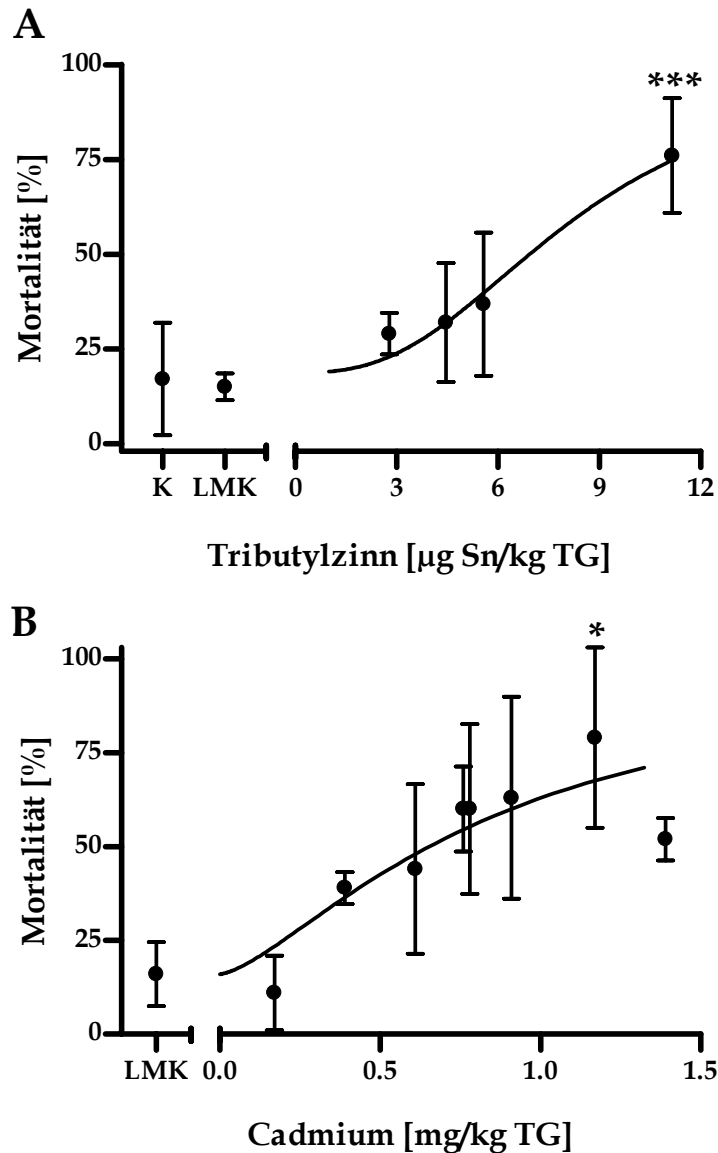 A
***
100
75
50
25
0
Mortalität [%]
K LMK 0 3 6 9 12
Tributylzinn [µg Sn/kg TG]
B
*
100
75
50
25
0
Mortalität [%]
LMK 0.0 0.5 1.0 1.5
Cadmium [mg/kg TG]